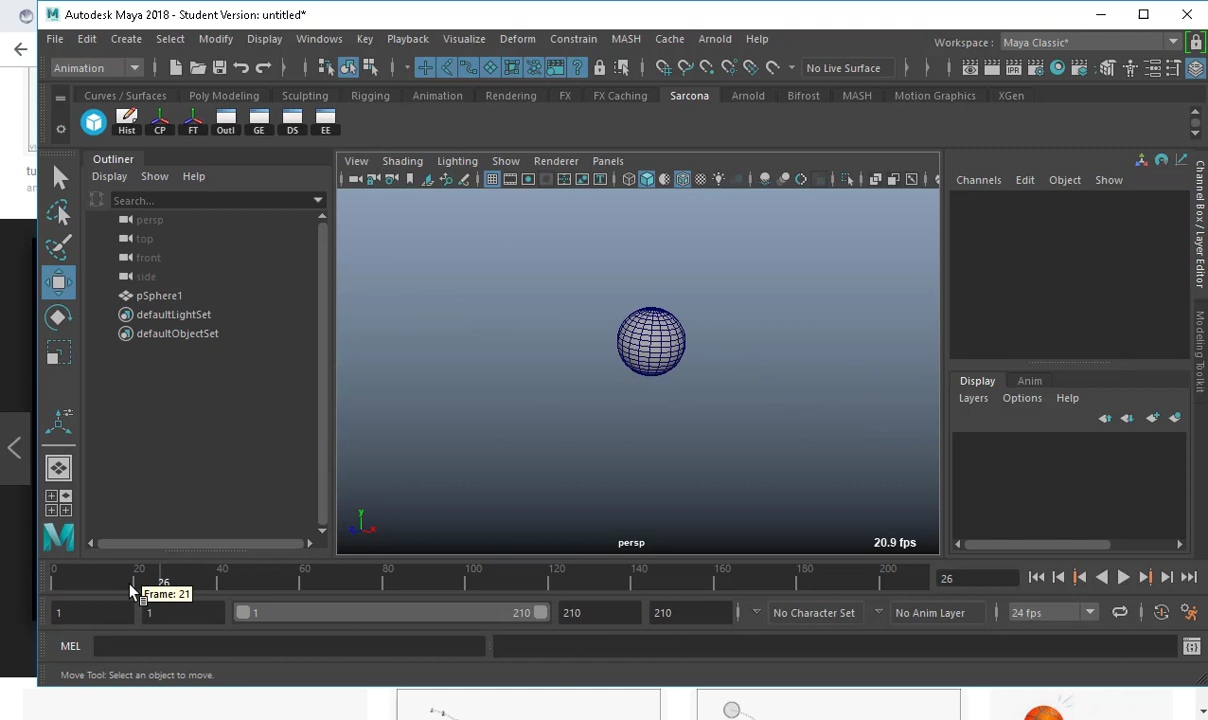 Autodesk Maya 2018 - Student Version: untitled*
File Edit Create Select Modify Display Windows Key Playback Visualize Deform Constrain MASH Cache Arnold Help
Workspace : Maya Classic*
Animation
No Live Surface
IPR
Curves / Surfaces Poly Modeling Sculpting Rigging Animation Rendering FX FX Caching Sarcona Arnold Bifrost MASH Motion Graphics XGen
Hist CP FT Outl GE DS EE
Outliner
Display Show Help
Search...
persp
top
front
side
pSphere1
defaultLightSet
defaultObjectSet
View Shading Lighting Show Renderer Panels
y
x
persp
20.9 fps
Channels Edit Object Show
Channel Box / Layer Editor
Modeling Toolkit
Display Anim
Layers Options Help
0 20 40 60 80 100 120 140 160 180 200
26
26
Frame: 21
1 1 1 210 210 210 No Character Set No Anim Layer 24 fps
MEL
Move Tool: Select an object to move.
tu